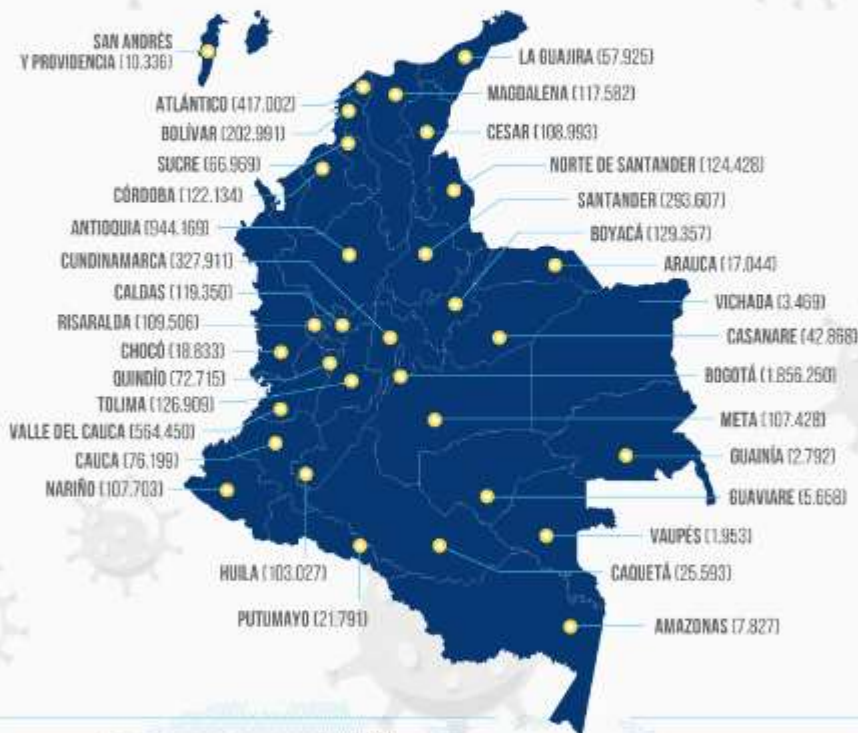 SAN ANDRÉS
Y PROVIDENCIA (10.336)
ATLÁNTICO (417.002)
BOLÍVAR (202.991)
SUCRE (66.969)
CÓRDOBA (122.134)
ANTIOQUIA (944.169)
CUNDINAMARCA (327.911)
CALDAS (119.350)
RISARALDA (109.506)
CHOCÓ (18.833)
QUINDÍO (72.715)
TOLIMA (126.909)
VALLE DEL CAUCA (564.450)
CAUCA (76.199)
NARIÑO (107.703)
HUILA (103.027)
PUTUMAYO (21.791)
LA GUAJIRA (57.925)
MAGDALENA (117.582)
CESAR (108.993)
NORTE DE SANTANDER (124.428)
SANTANDER (293.607)
BOYACÁ (129.357)
ARAUCA (17.044)
VICHADA (3.469)
CASANARE (42.868)
BOGOTÁ (1.856.250)
META (107.428)
GUAINÍA (2.792)
GUAVIARE (5.658)
VAUPÉS (1.953)
CAQUETÁ (25.593)
AMAZONAS (7.827)